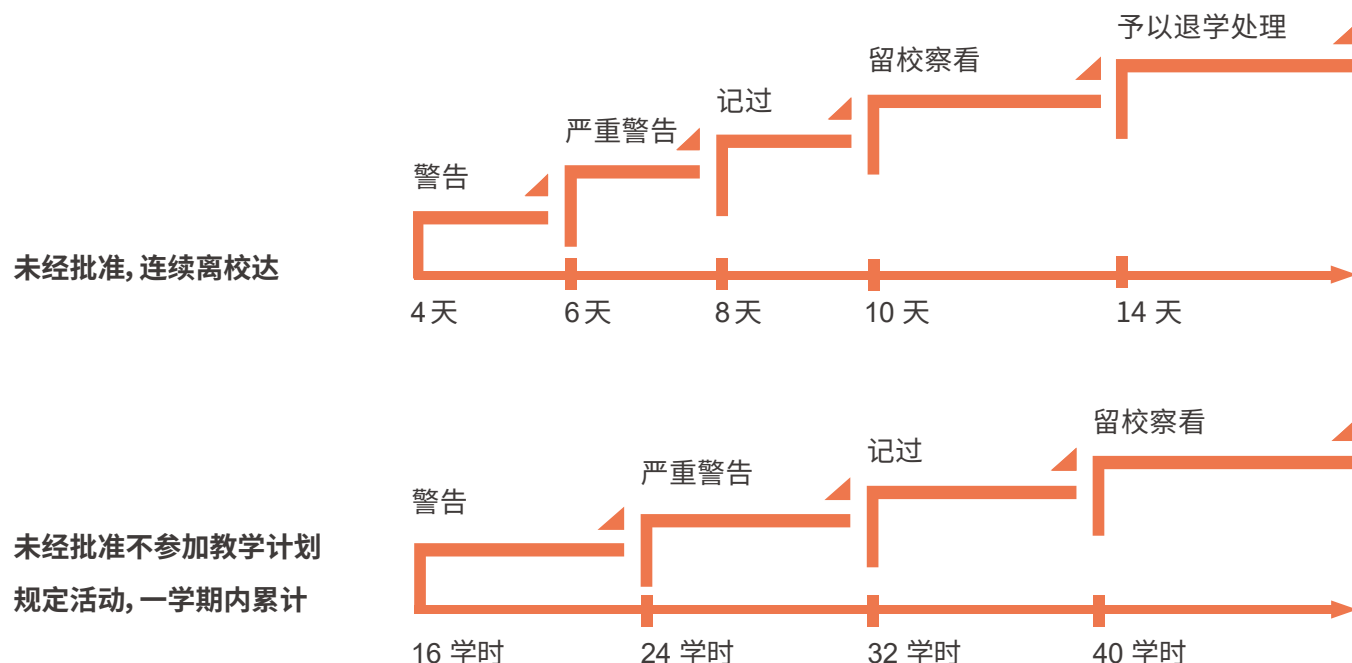 予以退学处理
留校察看
记过
严重警告
警告
未经批准, 连续离校达
4天
6天
8天
10 天
14 天
留校察看
记过
严重警告
警告
未经批准不参加教学计划
规定活动, 一学期内累计
16 学时
24 学时
32 学时
40 学时